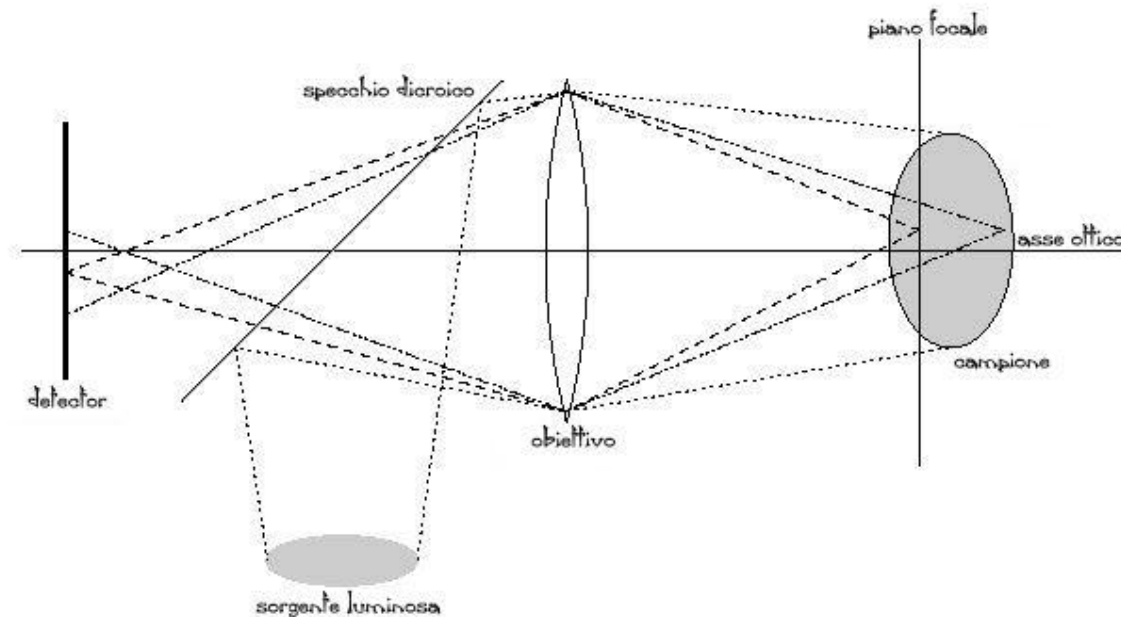 piano focale
specchio dicroico
asse ottico
campione
detector
obiettivo
sorgente luminosa